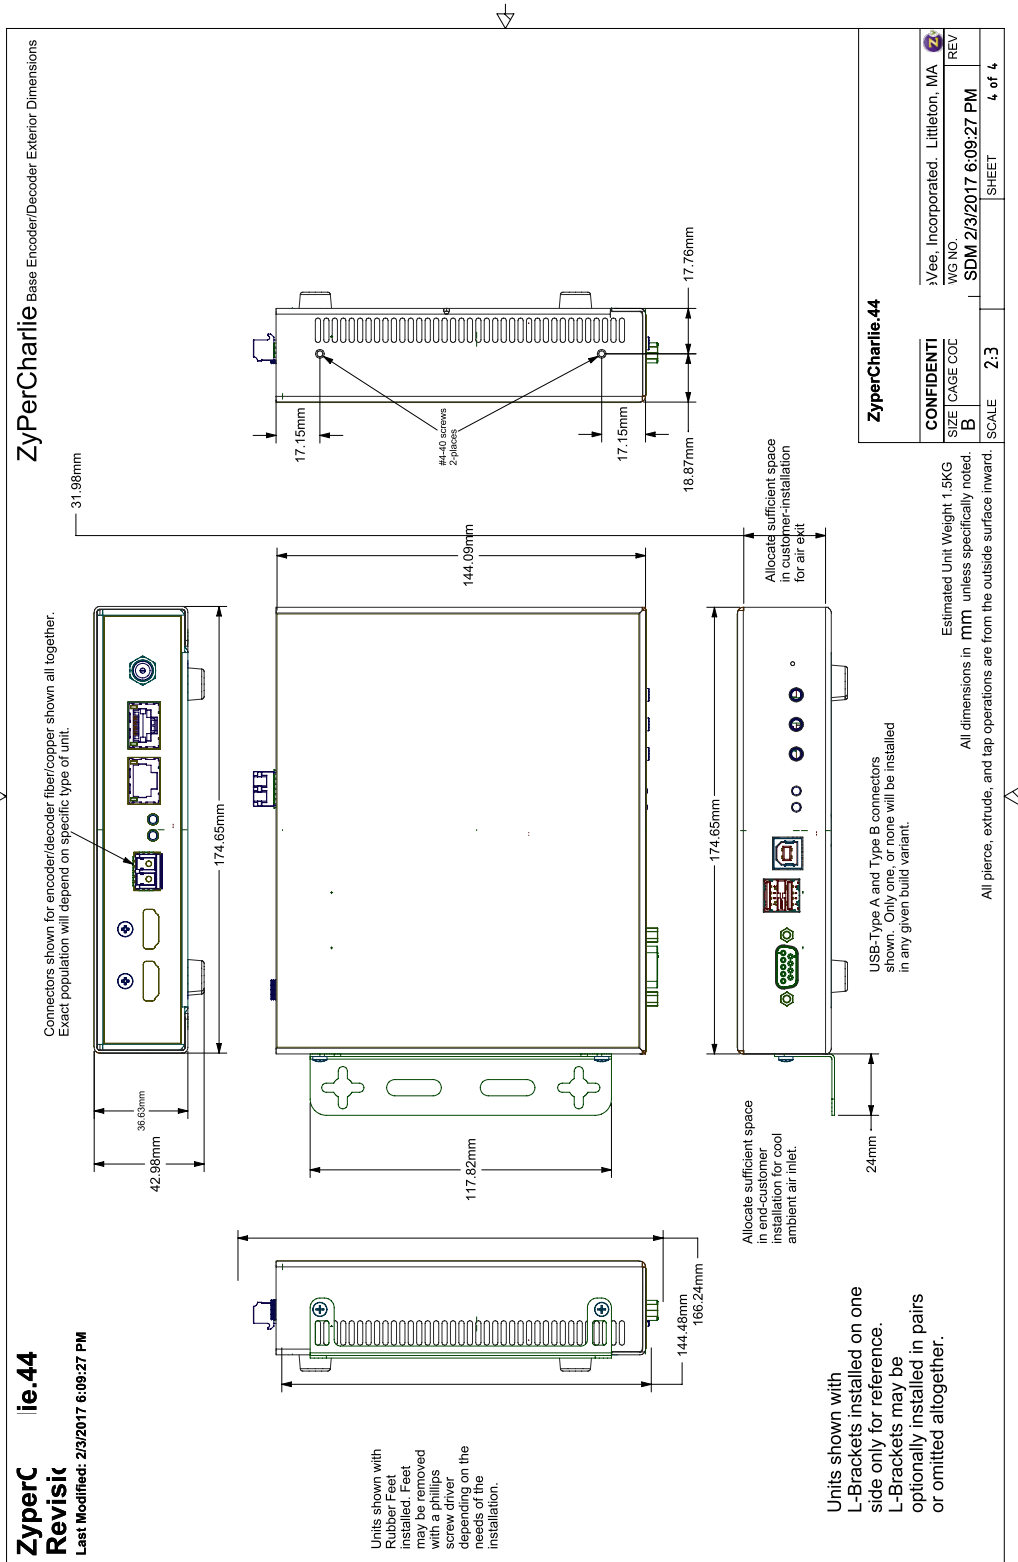 ZyperC ie.44
Revisi
Last Modified: 2/3/2017 6:09:27 PM
ZyPerCharlie Base Encoder/Decoder Exterior Dimensions
Connectors shown for encoder/decoder fiber/copper shown all together.
Exact population will depend on specific type of unit.
31.98mm
36.63mm
42.98mm
174.65mm
17.15mm
#4-40 screws
2-places
17.15mm
18.87mm
17.76mm
144.09mm
117.82mm
144.48mm
166.24mm
Units shown with
Rubber Feet
installed. Feet
may be removed
with a phillips
screw driver
depending on the
needs of the
installation.
174.65mm
Allocate sufficient space
in customer-installation
for air exit
Allocate sufficient space
in end-customer
installation for cool
ambient air inlet.
24mm
USB-Type A and Type B connectors
shown. Only one, or none will be installed
in any given build variant.
Units shown with
L-Brackets installed on one
side only for reference.
L-Brackets may be
optionally installed in pairs
or omitted altogether.
Estimated Unit Weight 1.5KG
All dimensions in mm unless specifically noted.
All pierce, extrude, and tap operations are from the outside surface inward.
ZyperCharlie.44
CONFIDENTI
eVee, Incorporated. Littleton, MA
SIZE
B
CAGE COD
WG NO.
SDM 2/3/2017 6:09:27 PM
REV
SCALE 2:3
SHEET 4 of 4